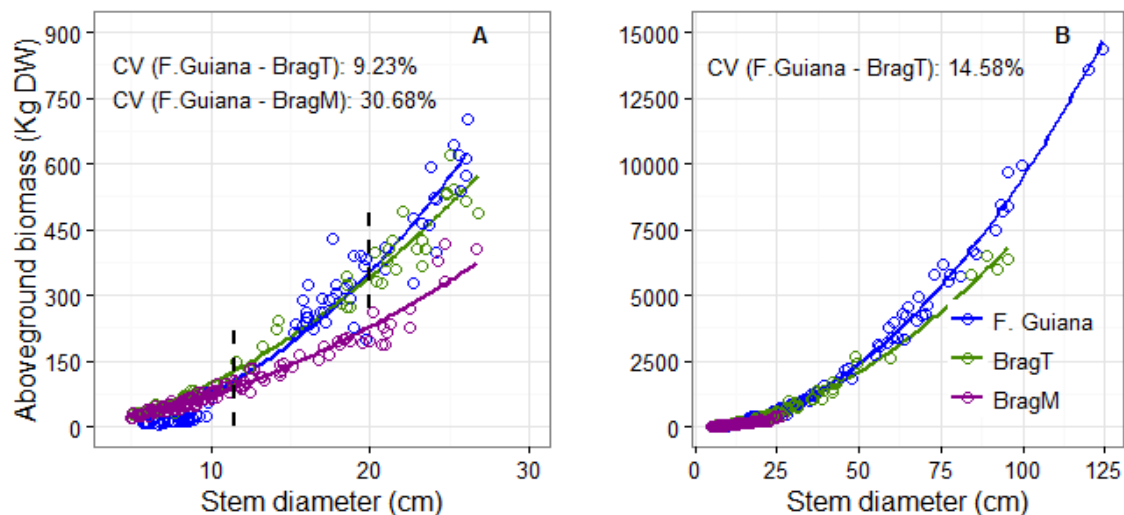 A
CV (F.Guiana - BragT): 9.23%
CV (F.Guiana - BragM): 30.68%
900
750
600
450
300
150
0
10
20
30
Stem diameter (cm)
Aboveground biomass (Kg DW)
B
CV (F.Guiana - BragT): 14.58%
15000
12500
10000
7500
5000
2500
0
F. Guiana
BragT
BragM
0
25
50
75
100
125
Stem diameter (cm)